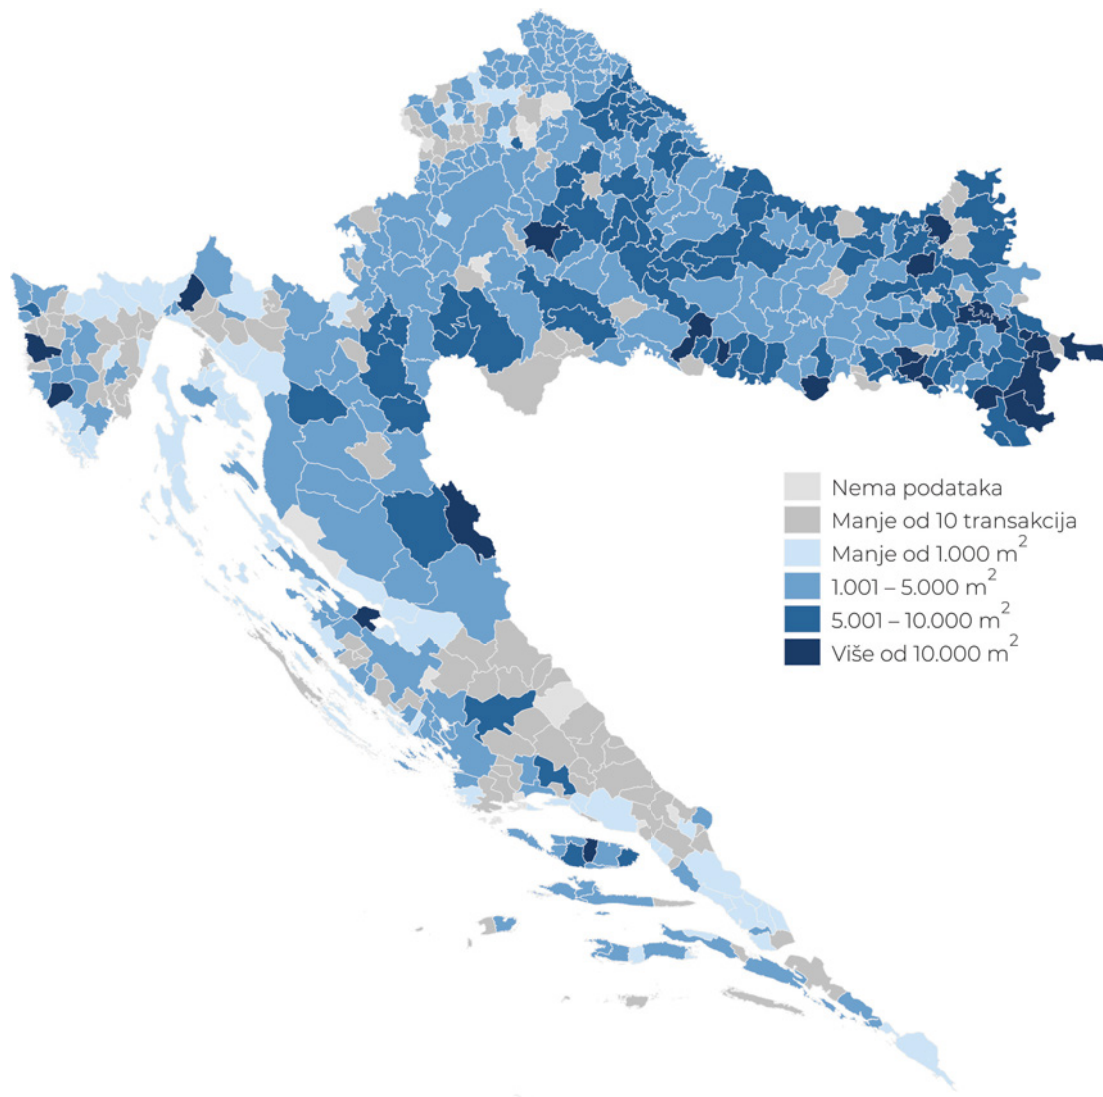 Nema podataka
Manje od 10 transakcija
Manje od 1.000 m²
1.001 – 5.000 m²
5.001 – 10.000 m²
Više od 10.000 m²